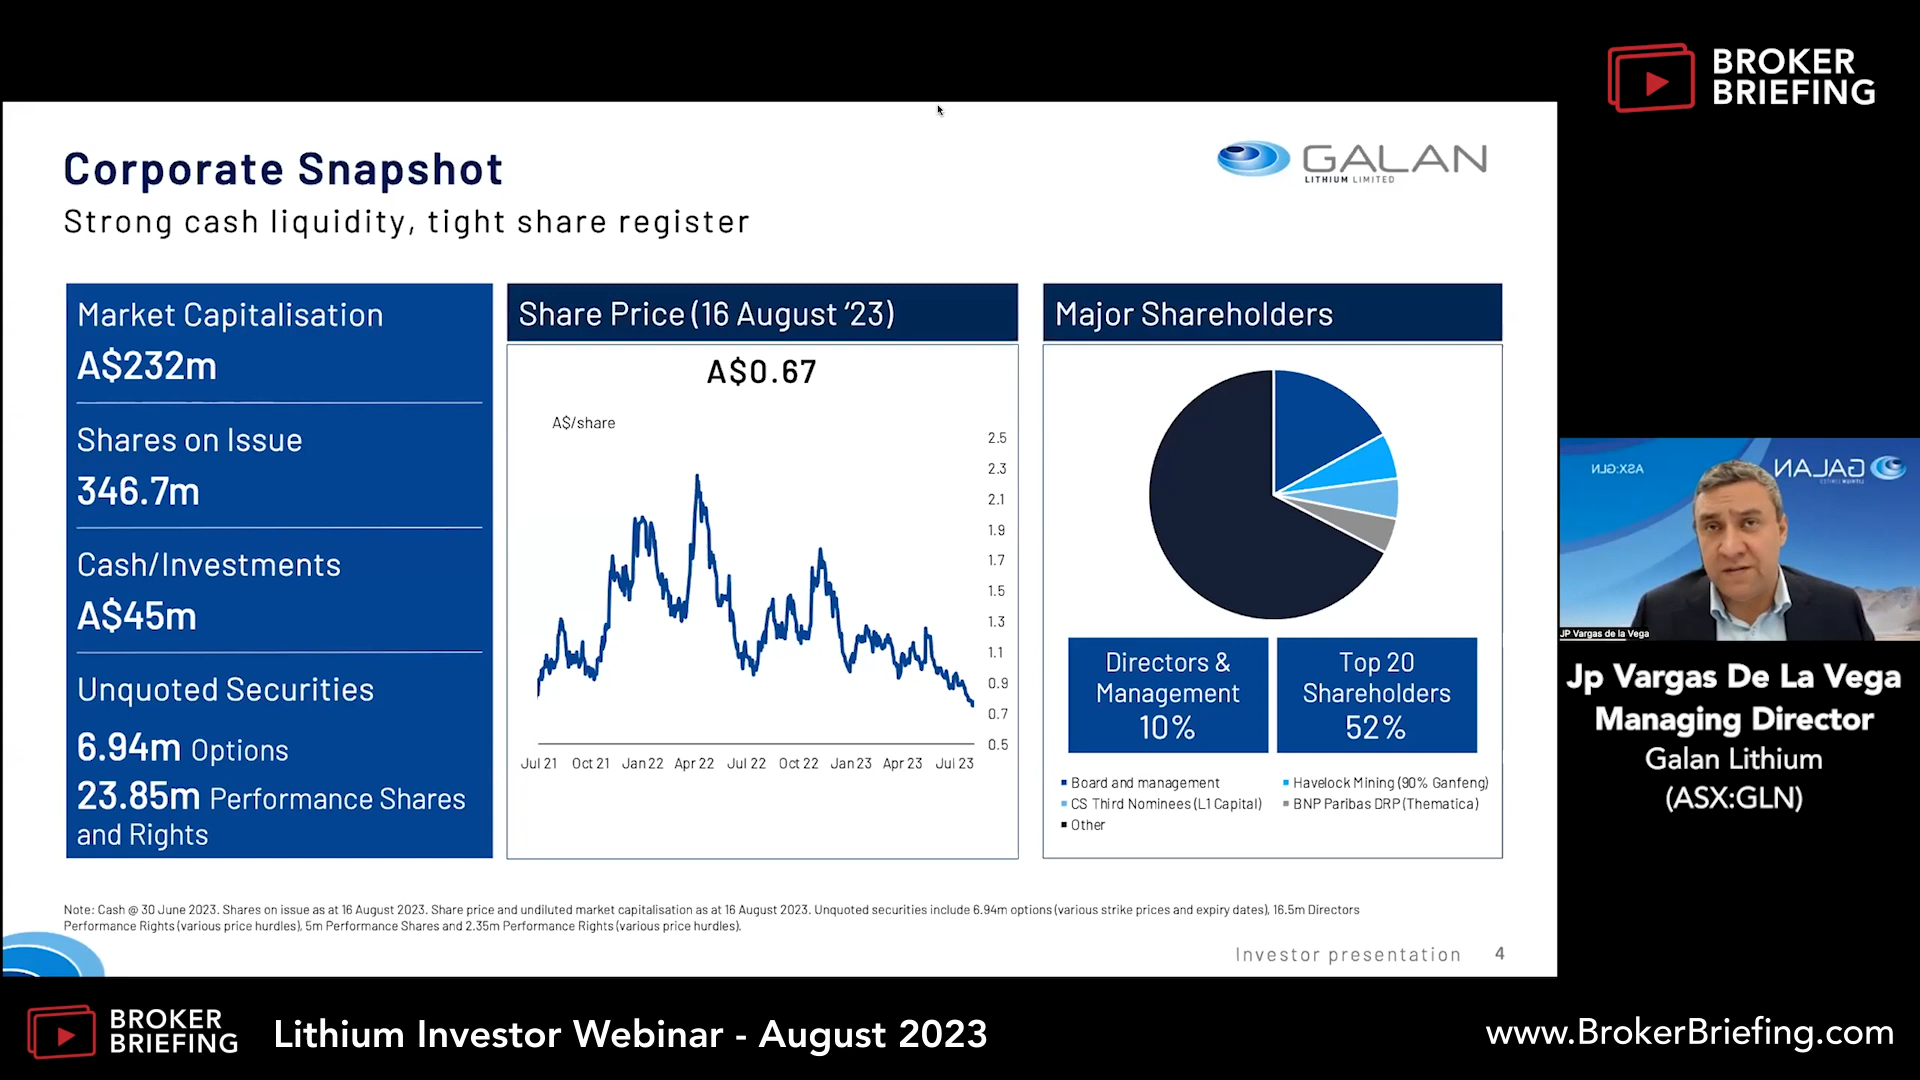 BROKER
BRIEFING
Corporate Snapshot
Strong cash liquidity, tight share register
GALAN
LITHIUM LIMITED
Market Capitalisation
A$232m
Shares on Issue
346.7m
Cash/Investments
A$45m
Unquoted Securities
6.94m Options
23.85m Performance Shares
and Rights
Share Price (16 August ‘23)
A$0.67
A$/share
2.5
2.3
2.1
1.9
1.7
1.5
1.3
1.1
0.9
0.7
0.5
Jul 21 Oct 21 Jan 22 Apr 22 Jul 22 Oct 22 Jan 23 Apr 23 Jul 23
Major Shareholders
Directors &
Management
10%
Top 20
Shareholders
52%
Board and management
Havelock Mining (90% Ganfeng)
CS Third Nominees (L1 Capital)
BNP Paribas DRP (Thematica)
Other
Note: Cash @ 30 June 2023. Shares on issue as at 16 August 2023. Share price and undiluted market capitalisation as at 16 August 2023. Unquoted securities include 6.94m options (various strike prices and expiry dates), 16.5m Directors
Performance Rights (various price hurdles), 5m Performance Shares and 2.35m Performance Rights (various price hurdles).
Investor presentation 4
ASX:GLN
GALAN
LITHIUM LIMITED
JP Vargas de la Vega
Jp Vargas De La Vega
Managing Director
Galan Lithium
(ASX:GLN)
BROKER
BRIEFING
Lithium Investor Webinar - August 2023
www.BrokerBriefing.com